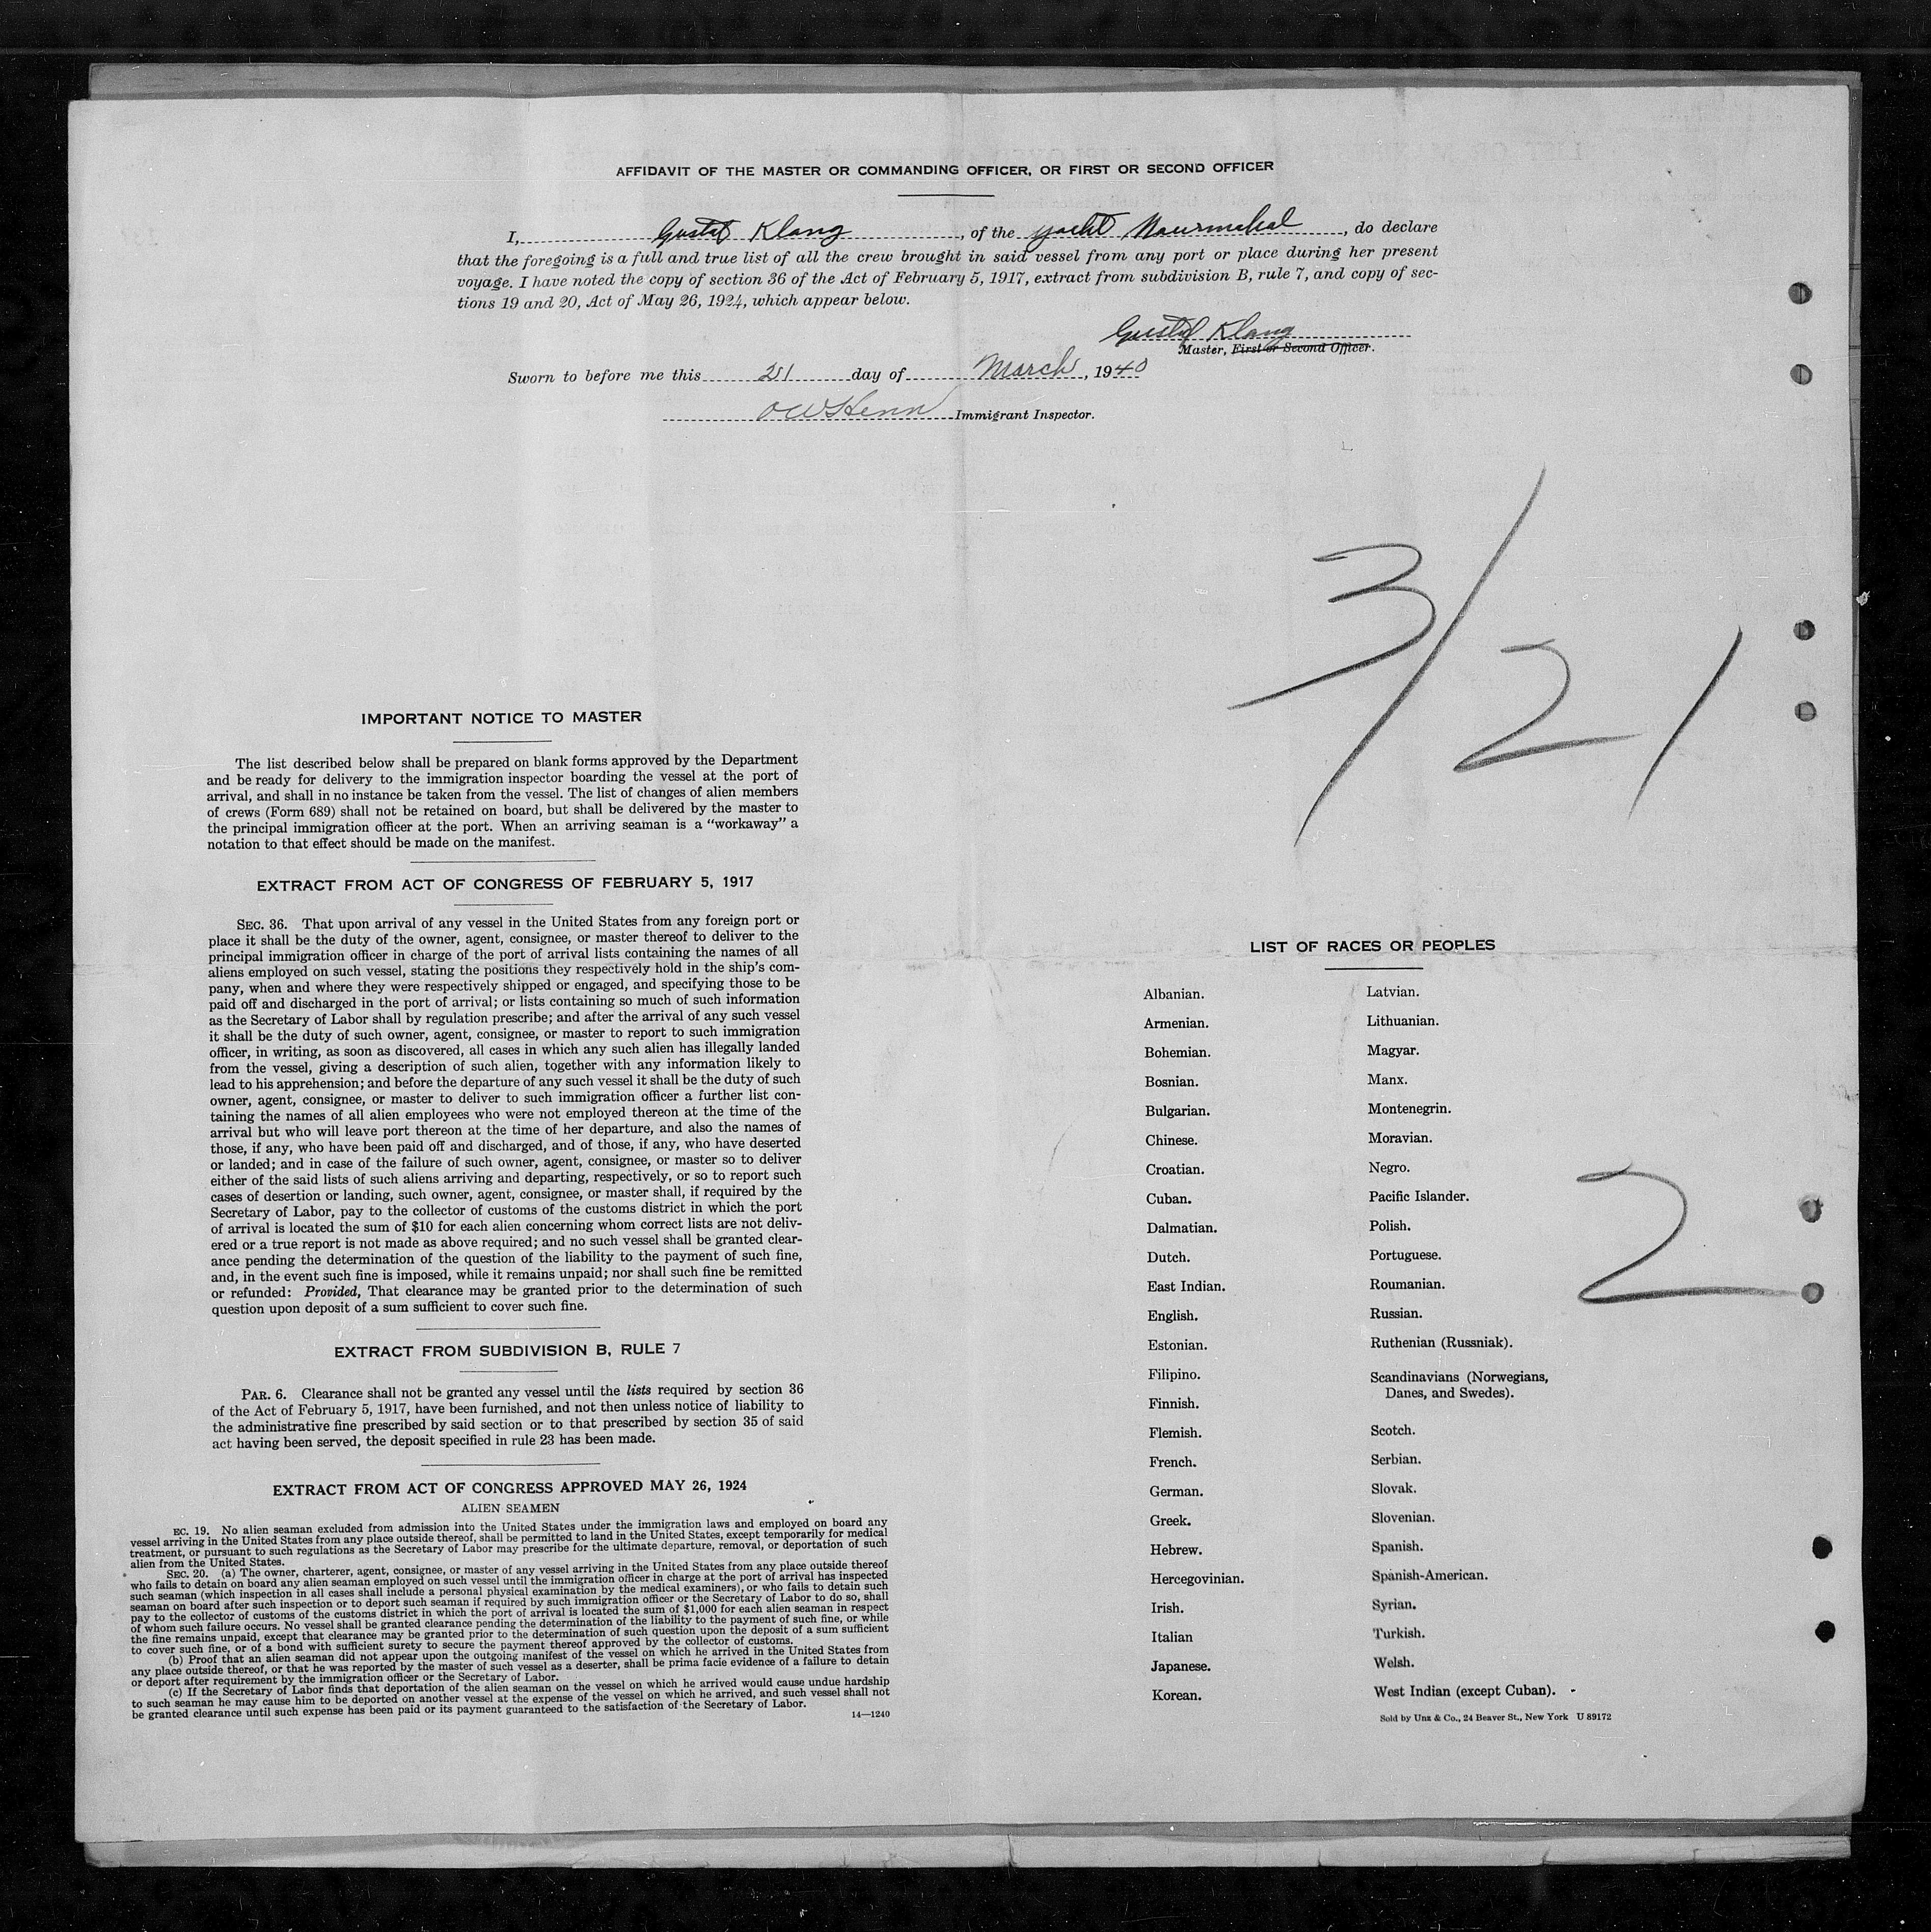 AFFIDAVIT OF THE MASTER OR COMMANDING OFFICER, OR FIRST OR SECOND OFFICER
I, Gustaf Klang, of the yacht Nourmahal, do declare
that the foregoing is a full and true list of all the crew brought in said vessel from any port or place during her present
voyage. I have noted the copy of section 36 of the Act of February 5, 1917, extract from subdivision B, rule 7, and copy of sec-
tions 19 and 20, Act of May 26, 1924, which appear below.
Gustaf Klang
Master, First or Second Officer.
Sworn to before me this 21 day of March, 1940
Immigrant Inspector.
3/21
IMPORTANT NOTICE TO MASTER
The list described below shall be prepared on blank forms approved by the Department
and be ready for delivery to the immigration inspector boarding the vessel at the port of
arrival, and shall in no instance be taken from the vessel. The list of changes of alien members
of crews (Form 689) shall not be retained on board, but shall be delivered by the master to
the principal immigration officer at the port. When an arriving seaman is a "workaway" a
notation to that effect should be made on the manifest.
EXTRACT FROM ACT OF CONGRESS OF FEBRUARY 5, 1917
SEC. 36. That upon arrival of any vessel in the United States from any foreign port or
place it shall be the duty of the owner, agent, consignee, or master thereof to deliver to the
principal immigration officer in charge of the port of arrival lists containing the names of all
aliens employed on such vessel, stating the positions they respectively hold in the ship's com-
pany, when and where they were respectively shipped or engaged, and specifying those to be
paid off and discharged in the port of arrival; or lists containing so much of such information
as the Secretary of Labor shall by regulation prescribe; and after the arrival of any such vessel
it shall be the duty of such owner, agent, consignee, or master to report to such immigration
officer, in writing, as soon as discovered, all cases in which any such alien has illegally landed
from the vessel, giving a description of such alien, together with any information likely to
lead to his apprehension; and before the departure of any such vessel it shall be the duty of such
owner, agent, consignee, or master to deliver to such immigration officer a further list con-
taining the names of all alien employees who were not employed thereon at the time of the
arrival but who will leave port thereon at the time of her departure, and also the names of
those, if any, who have been paid off and discharged, and of those, if any, who have deserted
or landed; and in case of the failure of such owner, agent, consignee, or master so to deliver
either of the said lists of such aliens arriving and departing, respectively, or so to report such
cases of desertion or landing, such owner, agent, consignee, or master shall, if required by the
Secretary of Labor, pay to the collector of customs of the customs district in which the port
of arrival is located the sum of $10 for each alien concerning whom correct lists are not deliv-
ered or a true report is not made as above required; and no such vessel shall be granted clear-
ance pending the determination of the question of the liability to the payment of such fine,
and, in the event such fine is imposed, while it remains unpaid; nor shall such fine be remitted
or refunded: Provided, That clearance may be granted prior to the determination of such
question upon deposit of a sum sufficient to cover such fine.
EXTRACT FROM SUBDIVISION B, RULE 7
PAR. 6. Clearance shall not be granted any vessel until the lists required by section 36
of the Act of February 5, 1917, have been furnished, and not then unless notice of liability to
the administrative fine prescribed by said section or to that prescribed by section 35 of said
act having been served, the deposit specified in rule 23 has been made.
EXTRACT FROM ACT OF CONGRESS APPROVED MAY 26, 1924
ALIEN SEAMEN
EC. 19. No alien seaman excluded from admission into the United States under the immigration laws and employed on board any
vessel arriving in the United States from any place outside thereof, shall be permitted to land in the United States, except temporarily for medical
treatment, or pursuant to such regulations as the Secretary of Labor may prescribe for the ultimate departure, removal, or deportation of such
alien from the United States.
SEC. 20. (a) The owner, charterer, agent, consignee, or master of any vessel arriving in the United States from any place outside thereof
who fails to detain on board any alien seaman employed on such vessel until the immigration officer in charge at the port of arrival has inspected
such seaman (which inspection in all cases shall include a personal physical examination by the medical examiners), or who fails to detain such
seaman on board after such inspection or to deport such seaman if required by such immigration officer or the Secretary of Labor to do so, shall
pay to the collector of customs of the customs district in which the port of arrival is located the sum of $1,000 for each alien seaman in respect
of whom such failure occurs. No vessel shall be granted clearance pending the determination of the liability to the payment of such fine, or while
the fine remains unpaid, except that clearance may be granted prior to the determination of such question upon the deposit of a sum sufficient
to cover such fine, or of a bond with sufficient surety to secure the payment thereof approved by the collector of customs.
(b) Proof that an alien seaman did not appear upon the outgoing manifest of the vessel on which he arrived in the United States from
any place outside thereof, or that he was reported by the master of such vessel as a deserter, shall be prima facie evidence of a failure to detain
or deport after requirement by the immigration officer or the Secretary of Labor.
(c) If the Secretary of Labor finds that deportation of the alien seaman on the vessel on which he arrived would cause undue hardship
to such seaman he may cause him to be deported on another vessel at the expense of the vessel on which he arrived, and such vessel shall not
be granted clearance until such expense has been paid or its payment guaranteed to the satisfaction of the Secretary of Labor.
14—1240
LIST OF RACES OR PEOPLES
Albanian.
Armenian.
Bohemian.
Bosnian.
Bulgarian.
Chinese.
Croatian.
Cuban.
Dalmatian.
Dutch.
East Indian.
English.
Estonian.
Filipino.
Finnish.
Flemish.
French.
German.
Greek.
Hebrew.
Hercegovinian.
Irish.
Italian
Japanese.
Korean.
Latvian.
Lithuanian.
Magyar.
Manx.
Montenegrin.
Moravian.
Negro.
Pacific Islander.
Polish.
Portuguese.
Roumanian.
Russian.
Ruthenian (Russniak).
Scandinavians (Norwegians,
Danes, and Swedes).
Scotch.
Serbian.
Slovak.
Slovenian.
Spanish.
Spanish-American.
Syrian.
Turkish.
Welsh.
West Indian (except Cuban).
2
Sold by Unz & Co., 24 Beaver St., New York U 89172